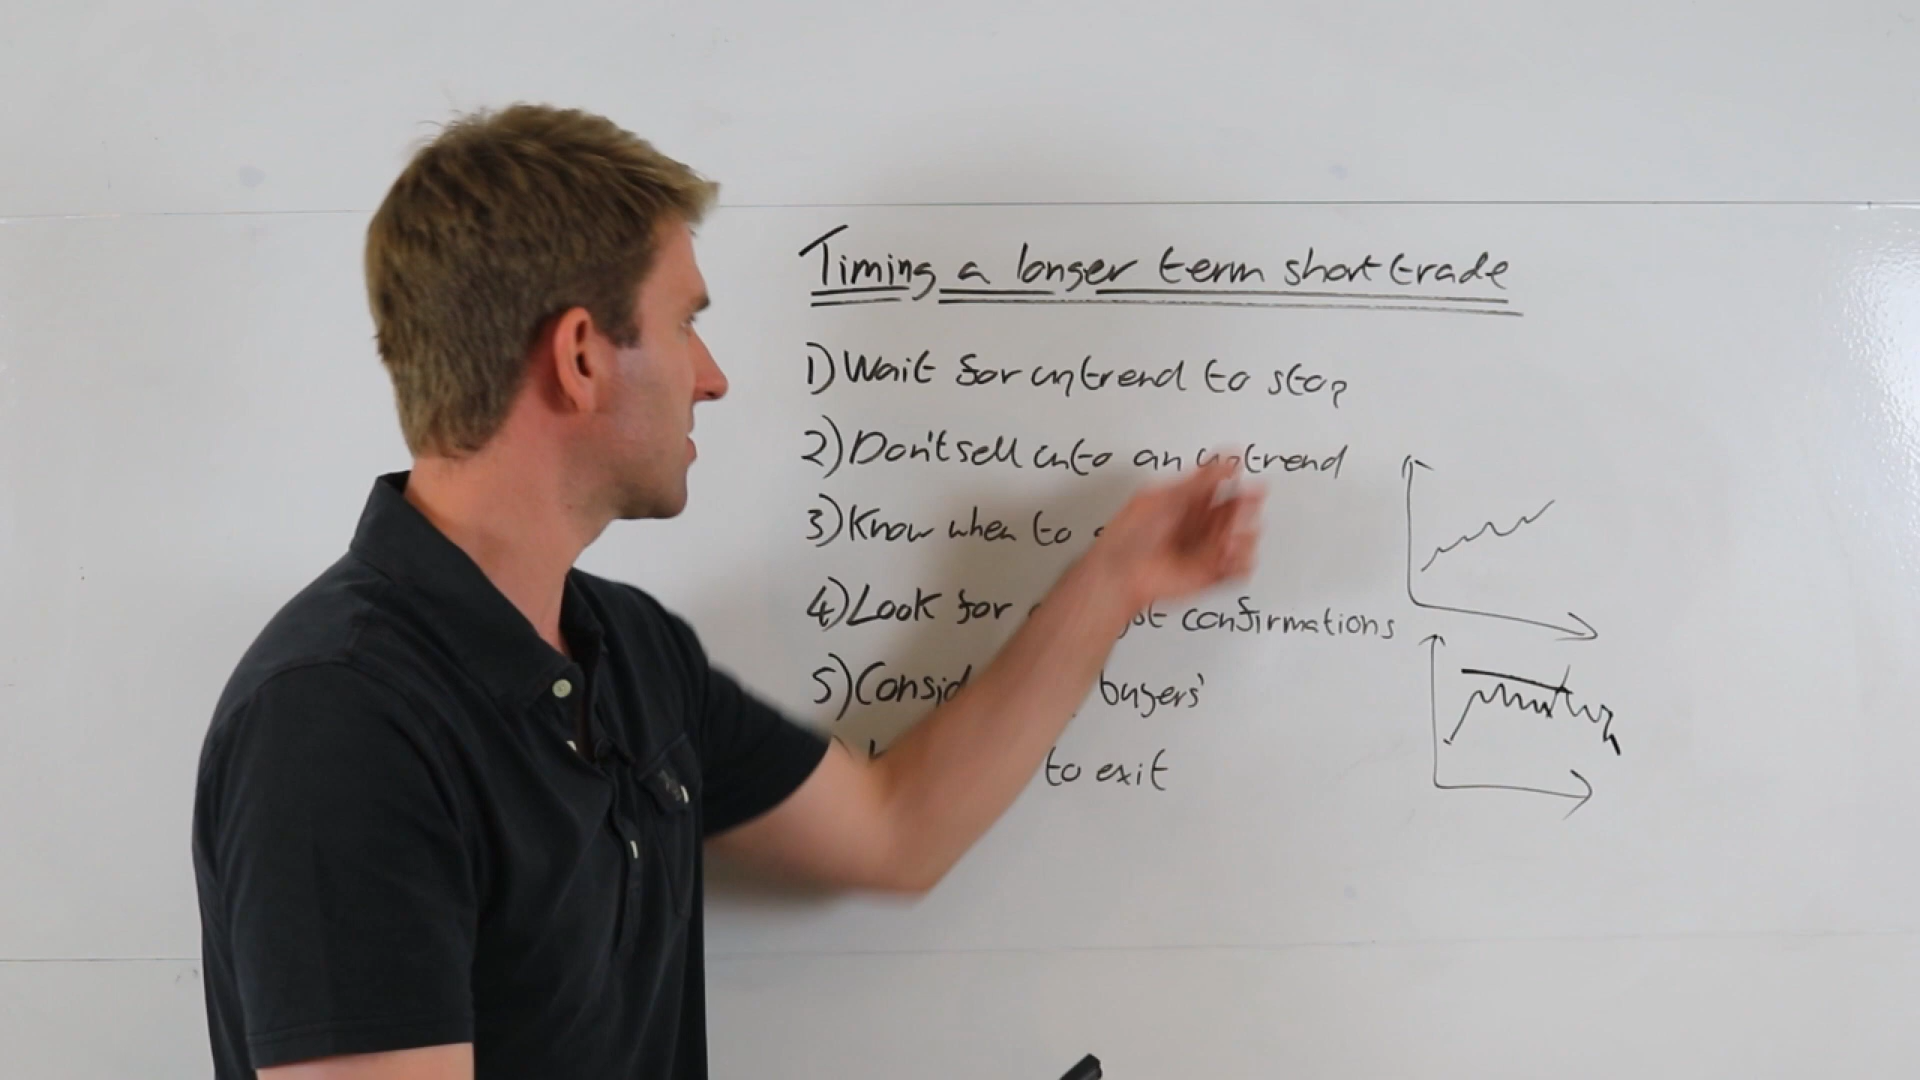 Timing a longer term short trade
1) Wait for uptrend to stop
2) Don't sell into an uptrend
3) Know when to
4) Look for confirmations
5) buyers'
to exit